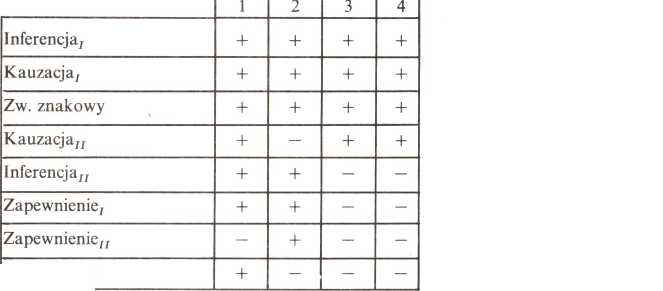 1 2 3 4
Inferencja_I + + + +
Kauzacja_I + + + +
Zw. znakowy + + + +
Kauzacja_II + − + +
Inferencja_II + + − −
Zapewnienie_I + + − −
Zapewnienie_II − + − −
+ − − −